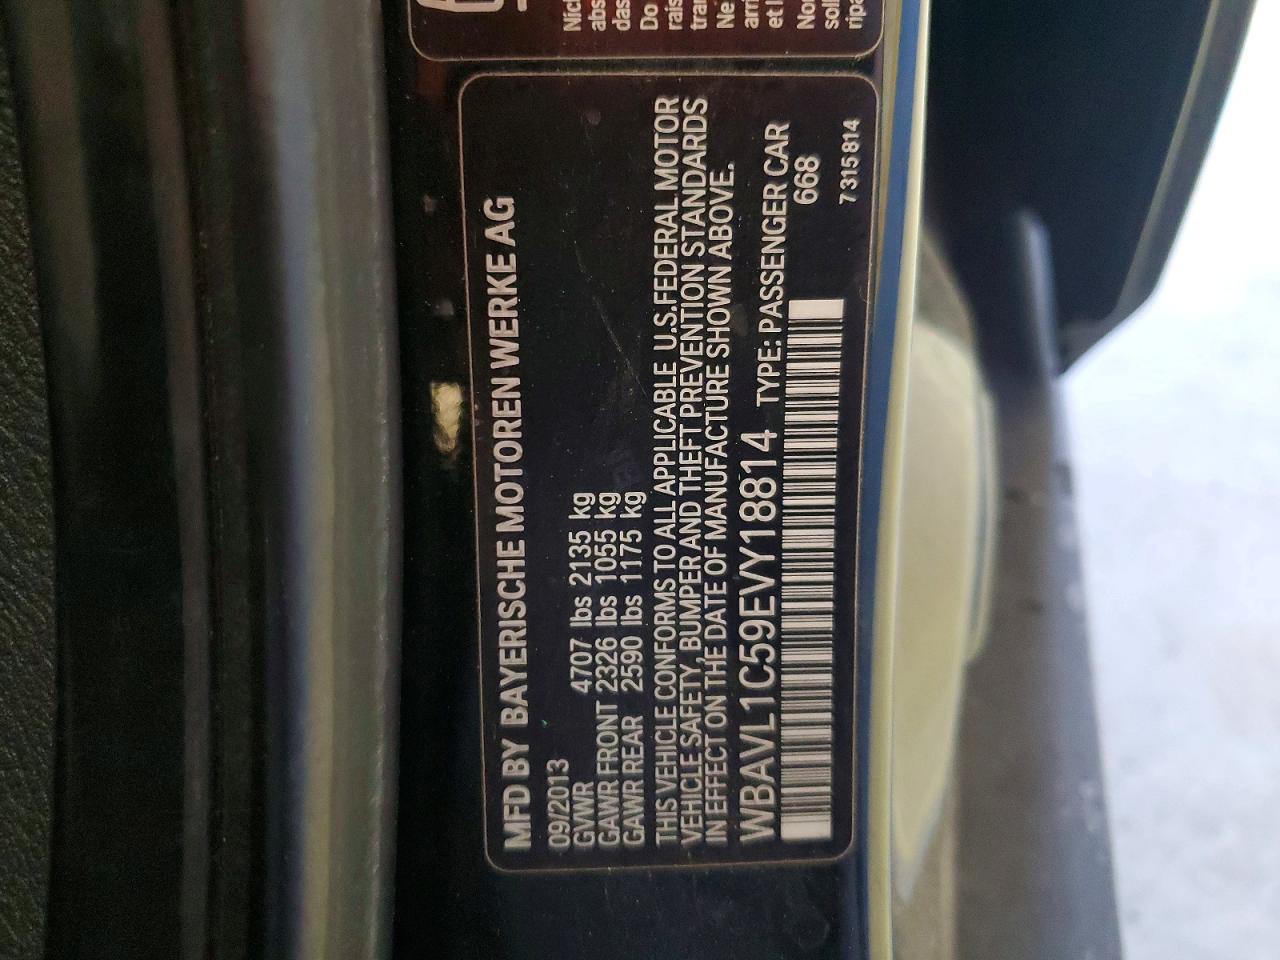 MFD BY BAYERISCHE MOTOREN WERKE AG
09/2013
GVWR 4707 lbs 2135 kg
GAWR FRONT 2326 lbs 1055 kg
GAWR REAR 2590 lbs 1175 kg
THIS VEHICLE CONFORMS TO ALL APPLICABLE U.S.FEDERAL MOTOR
VEHICLE SAFETY, BUMPER AND THEFT PREVENTION STANDARDS
IN EFFECT ON THE DATE OF MANUFACTURE SHOWN ABOVE.
WBAVL1C59EVY18814 TYPE: PASSENGER CAR
668
7 315 814
Do
Ne
et